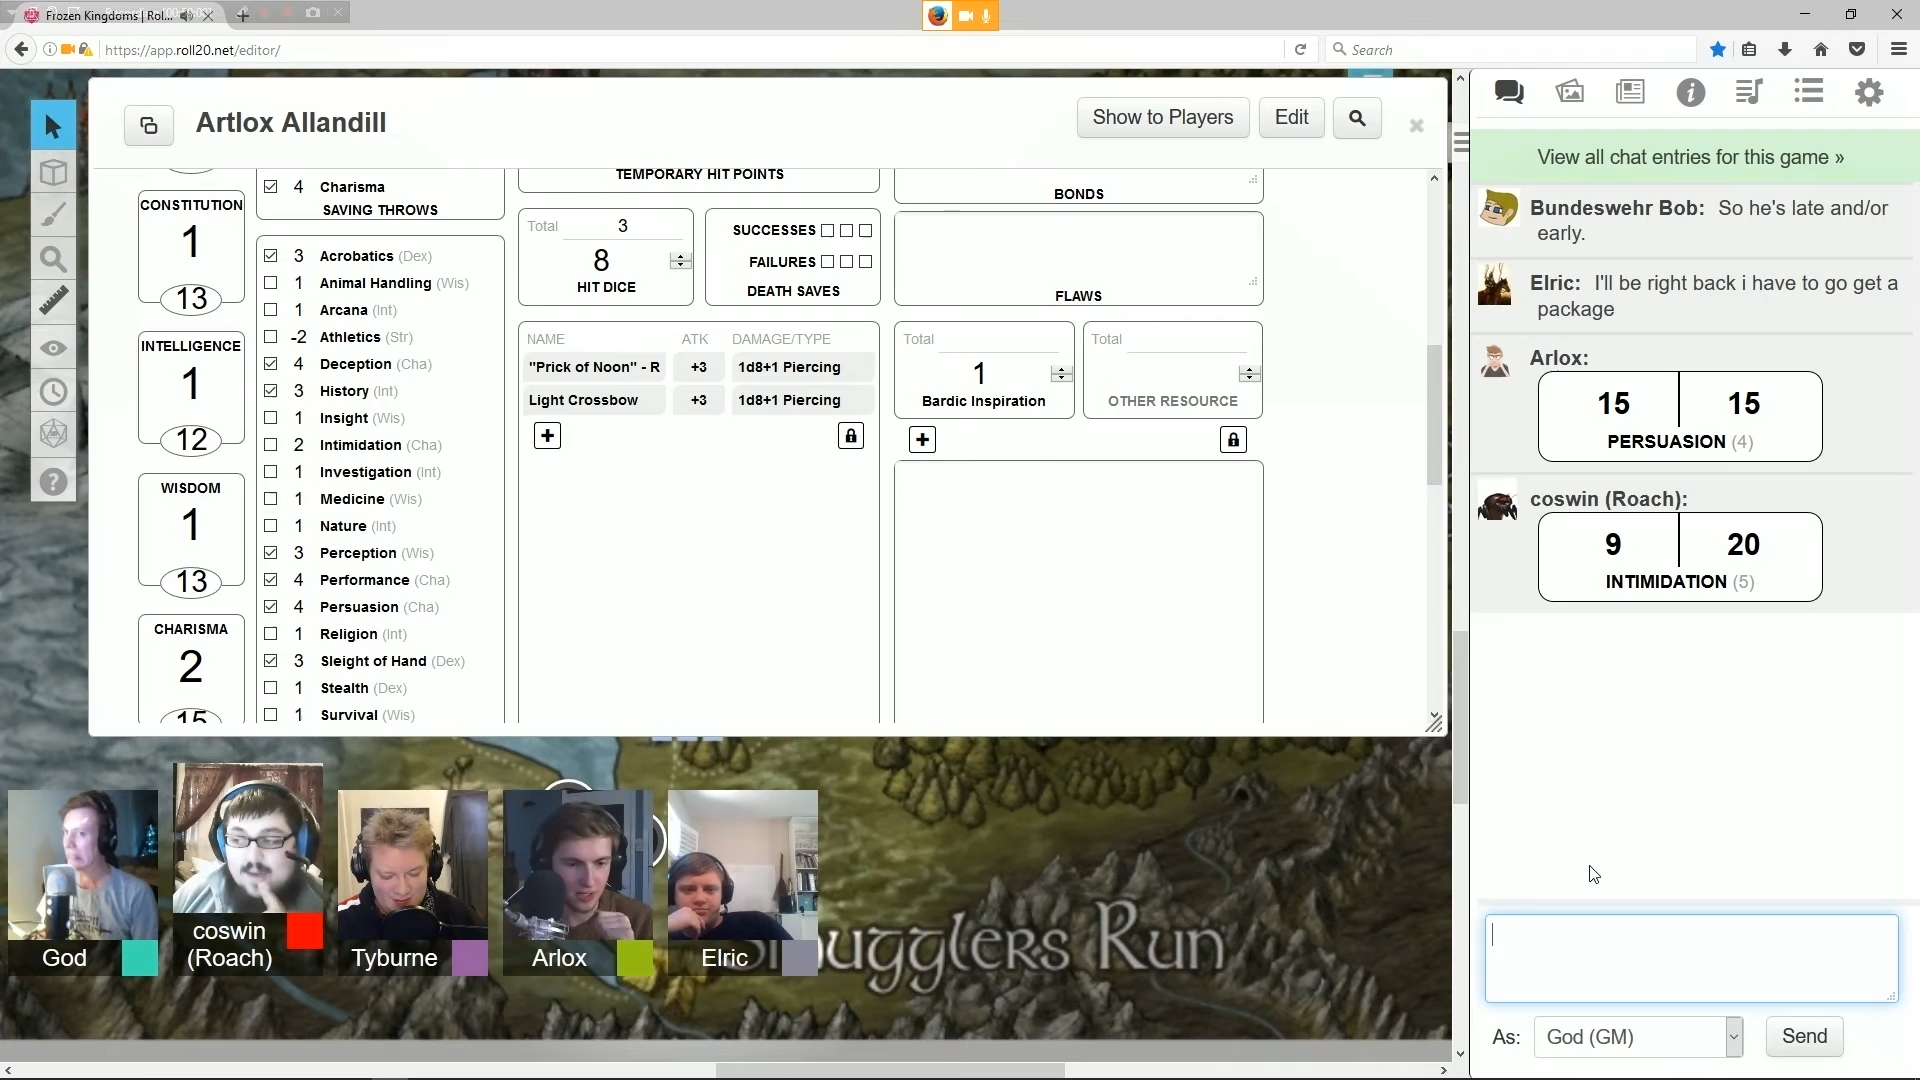 Frozen Kingdoms | Rol...
https://app.roll20.net/editor/
Search
Artlox Allandill
Show to Players
Edit
CONSTITUTION
1
13
INTELLIGENCE
1
12
WISDOM
1
13
CHARISMA
2
15
4 Charisma
SAVING THROWS
3 Acrobatics (Dex)
1 Animal Handling (Wis)
1 Arcana (Int)
-2 Athletics (Str)
4 Deception (Cha)
3 History (Int)
1 Insight (Wis)
2 Intimidation (Cha)
1 Investigation (Int)
1 Medicine (Wis)
1 Nature (Int)
3 Perception (Wis)
4 Performance (Cha)
4 Persuasion (Cha)
1 Religion (Int)
3 Sleight of Hand (Dex)
1 Stealth (Dex)
1 Survival (Wis)
TEMPORARY HIT POINTS
Total 3
8
HIT DICE
SUCCESSES
FAILURES
DEATH SAVES
NAME ATK DAMAGE/TYPE
"Prick of Noon" - R +3 1d8+1 Piercing
Light Crossbow +3 1d8+1 Piercing
BONDS
FLAWS
Total
1
Bardic Inspiration
Total
OTHER RESOURCE
View all chat entries for this game »
Bundeswehr Bob: So he's late and/or
early.
Elric: I'll be right back i have to go get a
package
Arlox:
15 15
PERSUASION (4)
coswin (Roach):
9 20
INTIMIDATION (5)
As: God (GM) Send
God
coswin
(Roach)
Tyburne
Arlox
Elric
Smugglers Run